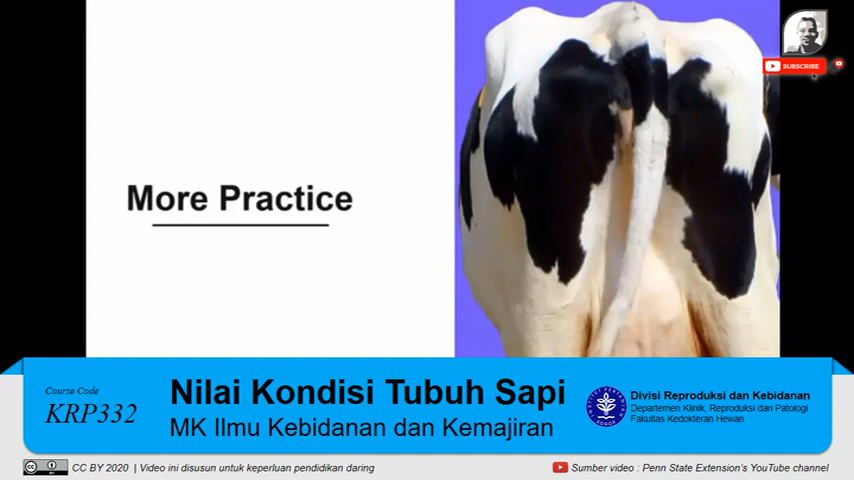 SUBSCRIBE
More Practice
Course Code
KRP332
Nilai Kondisi Tubuh Sapi
MK Ilmu Kebidanan dan Kemajiran
Divisi Reproduksi dan Kebidanan
Departemen Klinik, Reproduksi dan Patologi
Fakultas Kedokteran Hewan
CC BY 2020 | Video ini disusun untuk keperluan pendidikan daring
Sumber video : Penn State Extension's YouTube channel